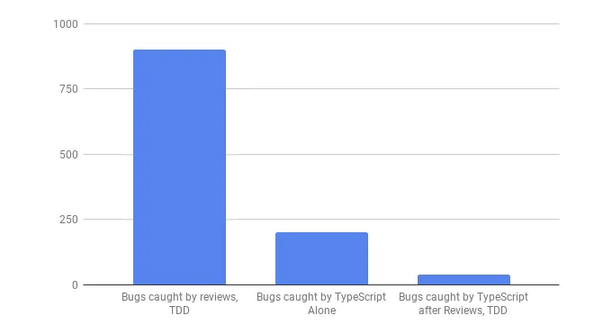 1000
750
500
250
0
Bugs caught by reviews,
TDD
Bugs caught by TypeScript
Alone
Bugs caught by TypeScript
after Reviews, TDD